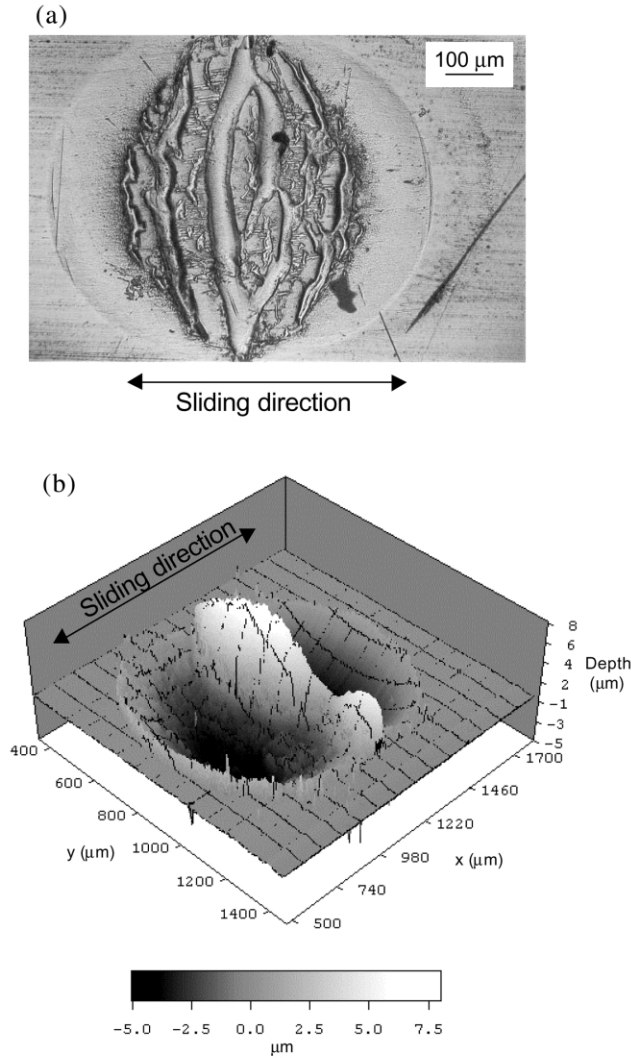 (a)
100 μm
Sliding direction
(b)
Sliding direction
8
6
4
2
-1
-3
-5
Depth
(μm)
400
600
800
1000
1200
1400
y (μm)
1700
1460
1220
980
740
500
x (μm)
-5.0 -2.5 0.0 2.5 5.0 7.5
μm